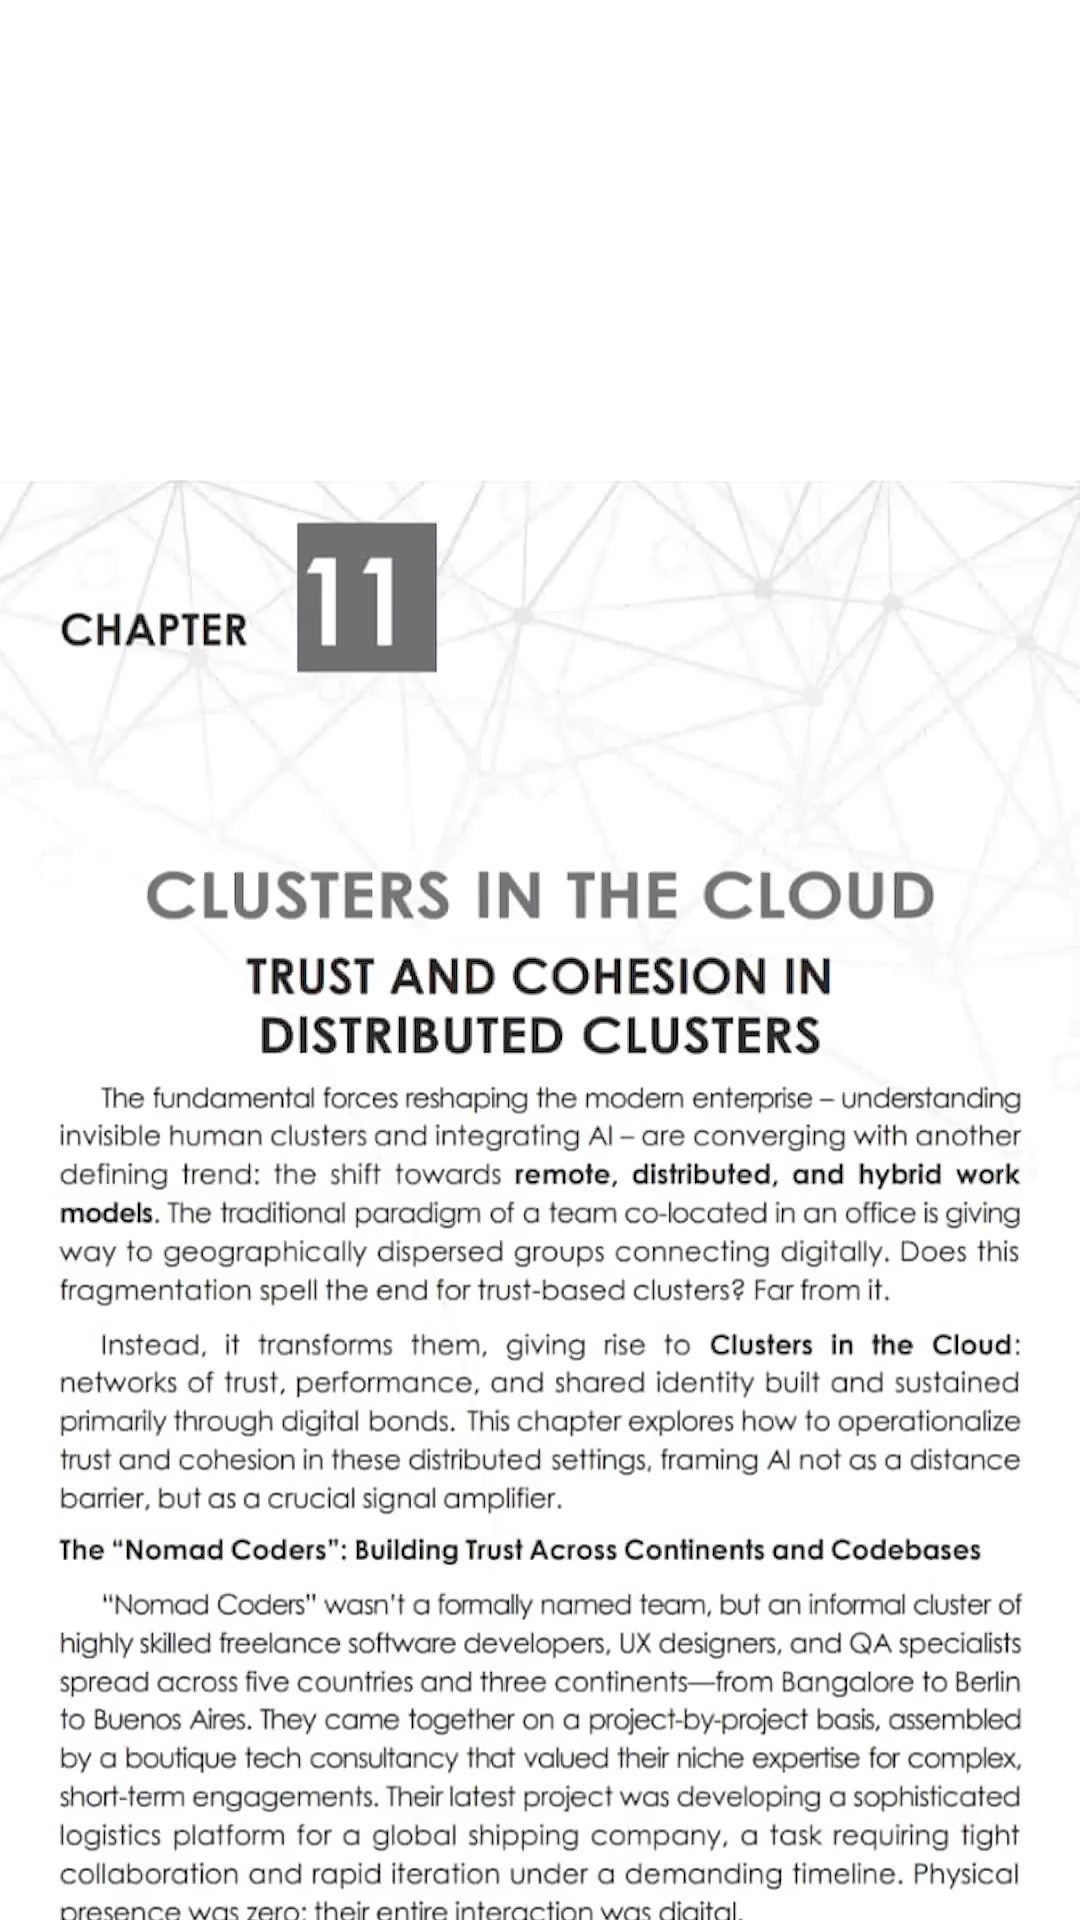 CHAPTER 11
CLUSTERS IN THE CLOUD
TRUST AND COHESION IN
DISTRIBUTED CLUSTERS
The fundamental forces reshaping the modern enterprise – understanding
invisible human clusters and integrating AI – are converging with another
defining trend: the shift towards remote, distributed, and hybrid work
models. The traditional paradigm of a team co-located in an office is giving
way to geographically dispersed groups connecting digitally. Does this
fragmentation spell the end for trust-based clusters? Far from it.
Instead, it transforms them, giving rise to Clusters in the Cloud:
networks of trust, performance, and shared identity built and sustained
primarily through digital bonds. This chapter explores how to operationalize
trust and cohesion in these distributed settings, framing AI not as a distance
barrier, but as a crucial signal amplifier.
The “Nomad Coders”: Building Trust Across Continents and Codebases
“Nomad Coders” wasn’t a formally named team, but an informal cluster of
highly skilled freelance software developers, UX designers, and QA specialists
spread across five countries and three continents—from Bangalore to Berlin
to Buenos Aires. They came together on a project-by-project basis, assembled
by a boutique tech consultancy that valued their niche expertise for complex,
short-term engagements. Their latest project was developing a sophisticated
logistics platform for a global shipping company, a task requiring tight
collaboration and rapid iteration under a demanding timeline. Physical
presence was zero; their entire interaction was digital.